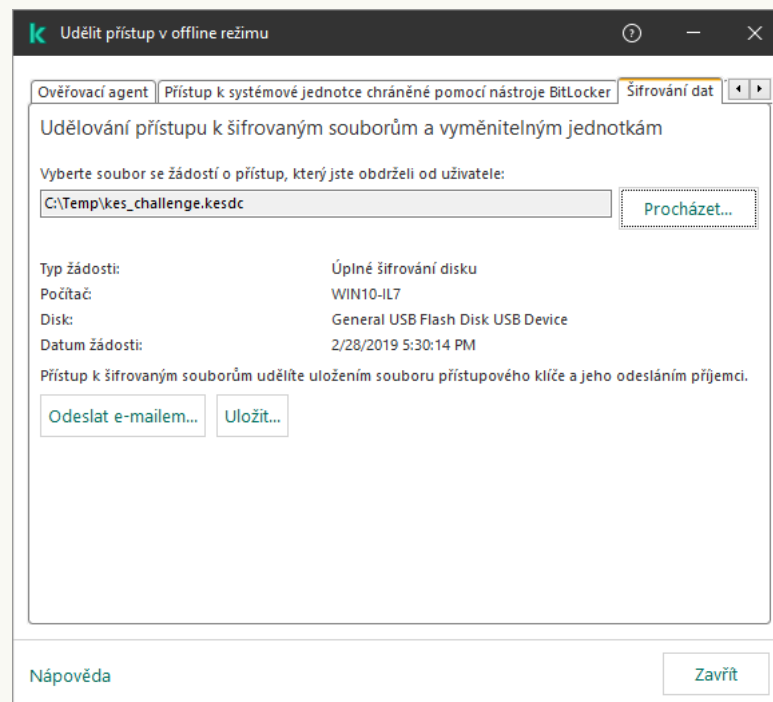 Udělit přístup v offline režimu
Ověřovací agent Přístup k systémové jednotce chráněné pomocí nástroje BitLocker Šifrování dat
Udělování přístupu k šifrovaným souborům a vyměnitelným jednotkám
Vyberte soubor se žádostí o přístup, který jste obdrželi od uživatele:
C:\Temp\kes_challenge.kesdc Procházet...
Typ žádosti: Úplné šifrování disku
Počítač: WIN10-IL7
Disk: General USB Flash Disk USB Device
Datum žádosti: 2/28/2019 5:30:14 PM
Přístup k šifrovaným souborům udělíte uložením souboru přístupového klíče a jeho odesláním příjemci.
Odeslat e-mailem... Uložit...
Nápověda Zavřít